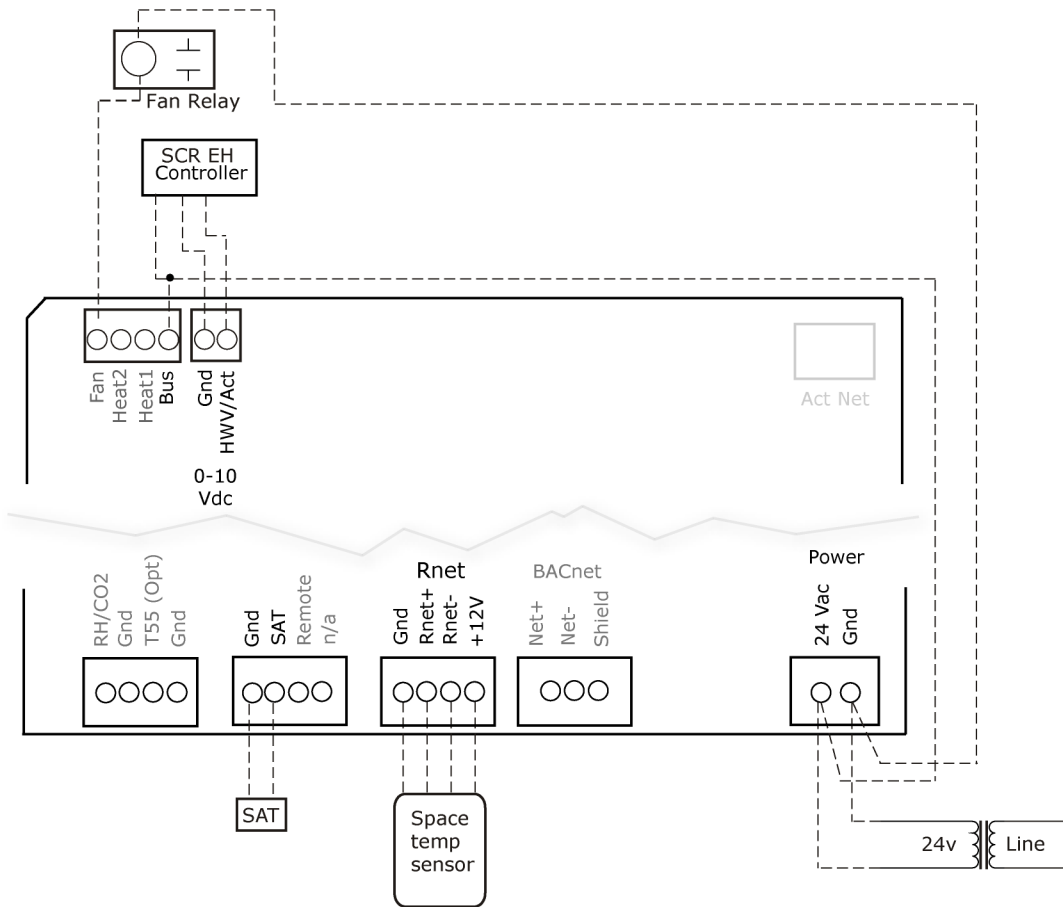 Fan Relay
SCR EH
Controller
Fan
Heat2
Heat1
Bus
Gnd
HWV/Act
0-10
Vdc
Act Net
RH/CO2
Gnd
T55 (Opt)
Gnd
Gnd
SAT
Remote
n/a
Rnet
Gnd
Rnet+
Rnet-
+12V
BACnet
Net+
Net-
Shield
Power
24 Vac
Gnd
SAT
Space
temp
sensor
24v
Line